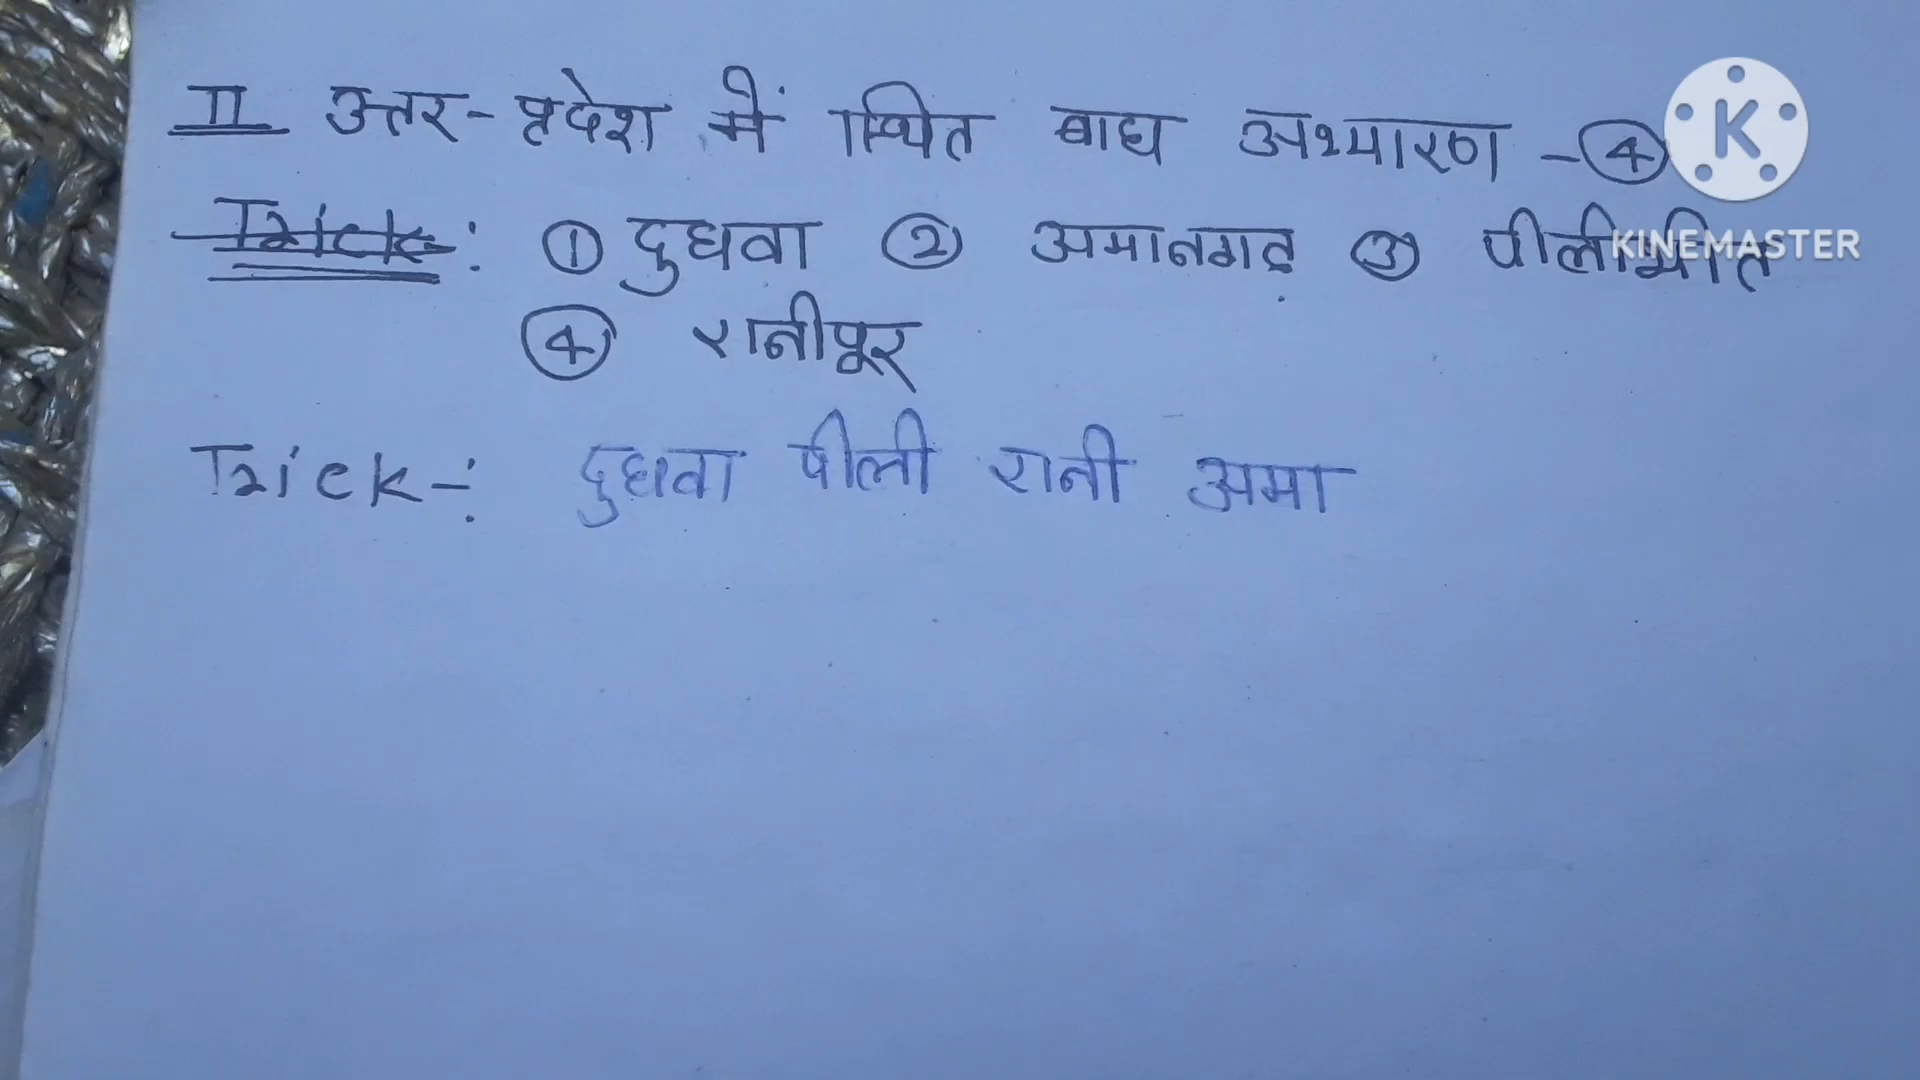 II उत्तर-प्रदेश में स्थित बाघ अभ्यारण -④
K
Trick: ① दुधवा ② अमानगढ़ ③ पीलीभीत
KINEMASTER
④ रानीपूर
Trick-: दुधवा पीली रानी अमा